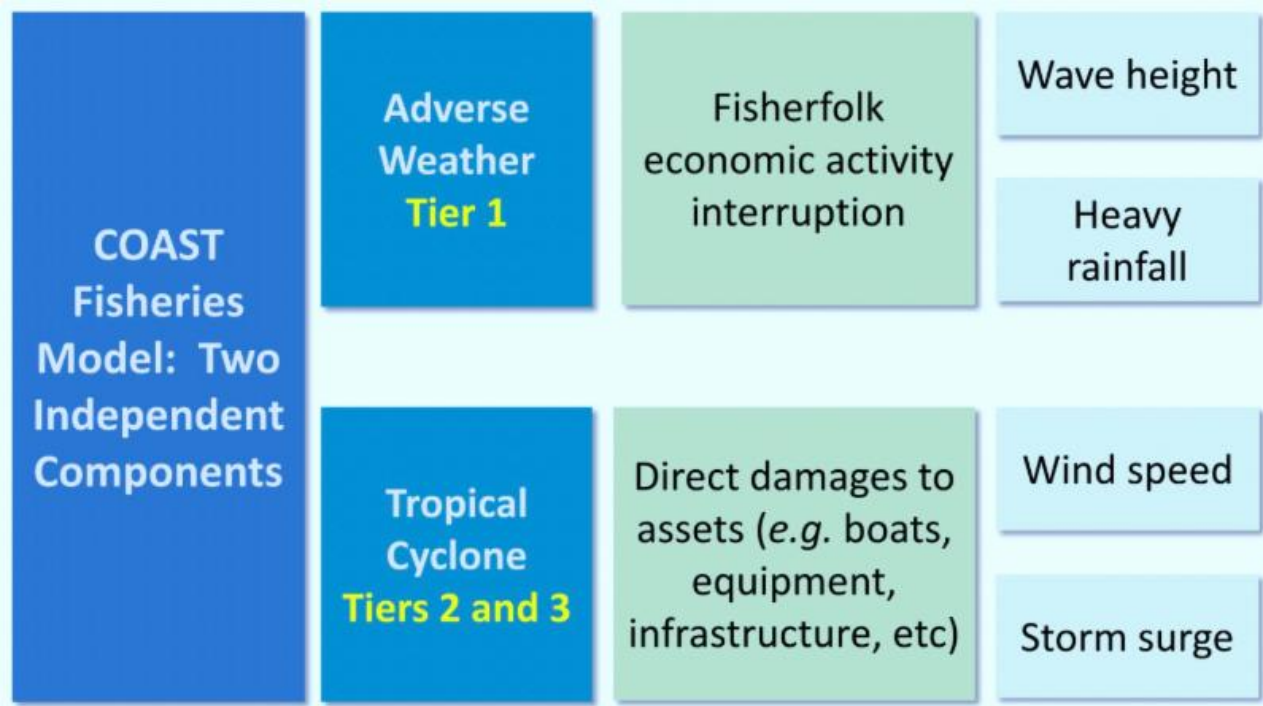 COAST
Fisheries
Model: Two
Independent
Components
Adverse
Weather
Tier 1
Fisherfolk
economic activity
interruption
Wave height
Heavy
rainfall
Tropical
Cyclone
Tiers 2 and 3
Direct damages to
assets (e.g. boats,
equipment,
infrastructure, etc)
Wind speed
Storm surge